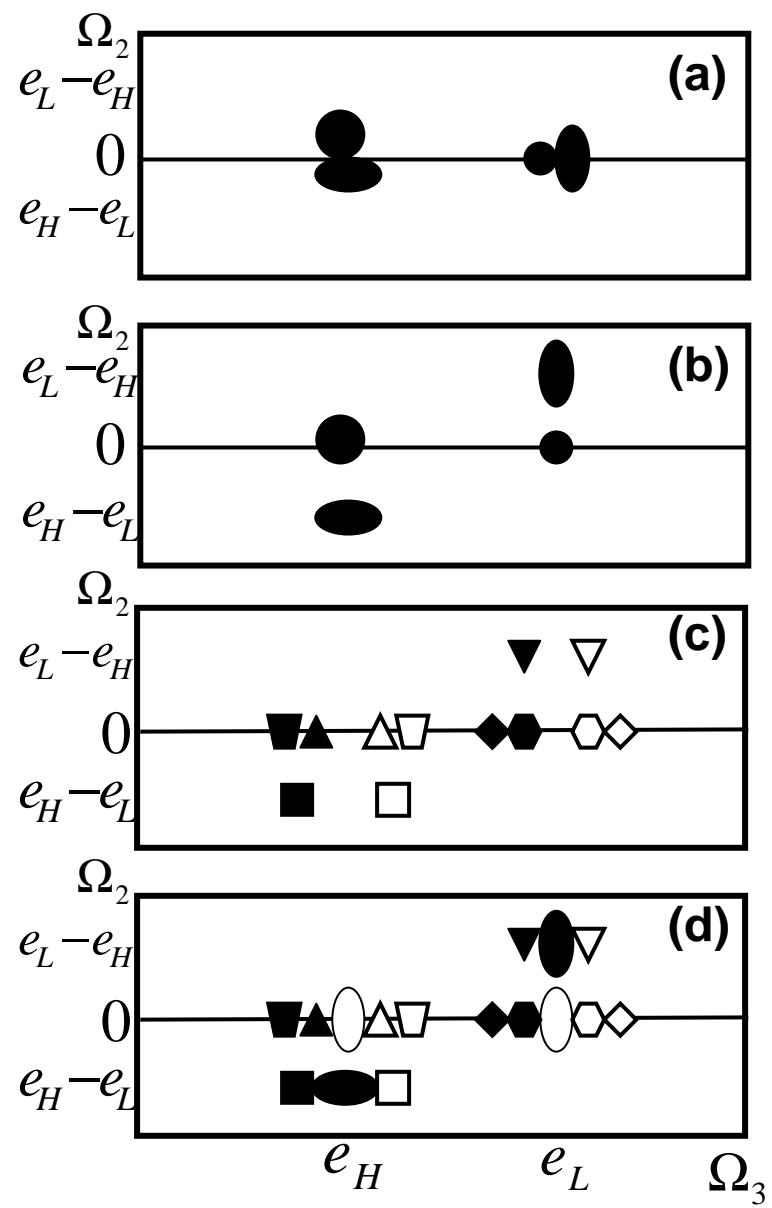 Ω₂
e_L – e_H
(a)
0
e_H – e_L
Ω₂
e_L – e_H
(b)
0
e_H – e_L
Ω₂
e_L – e_H
(c)
0
e_H – e_L
Ω₂
e_L – e_H
(d)
0
e_H – e_L
e_H e_L Ω₃